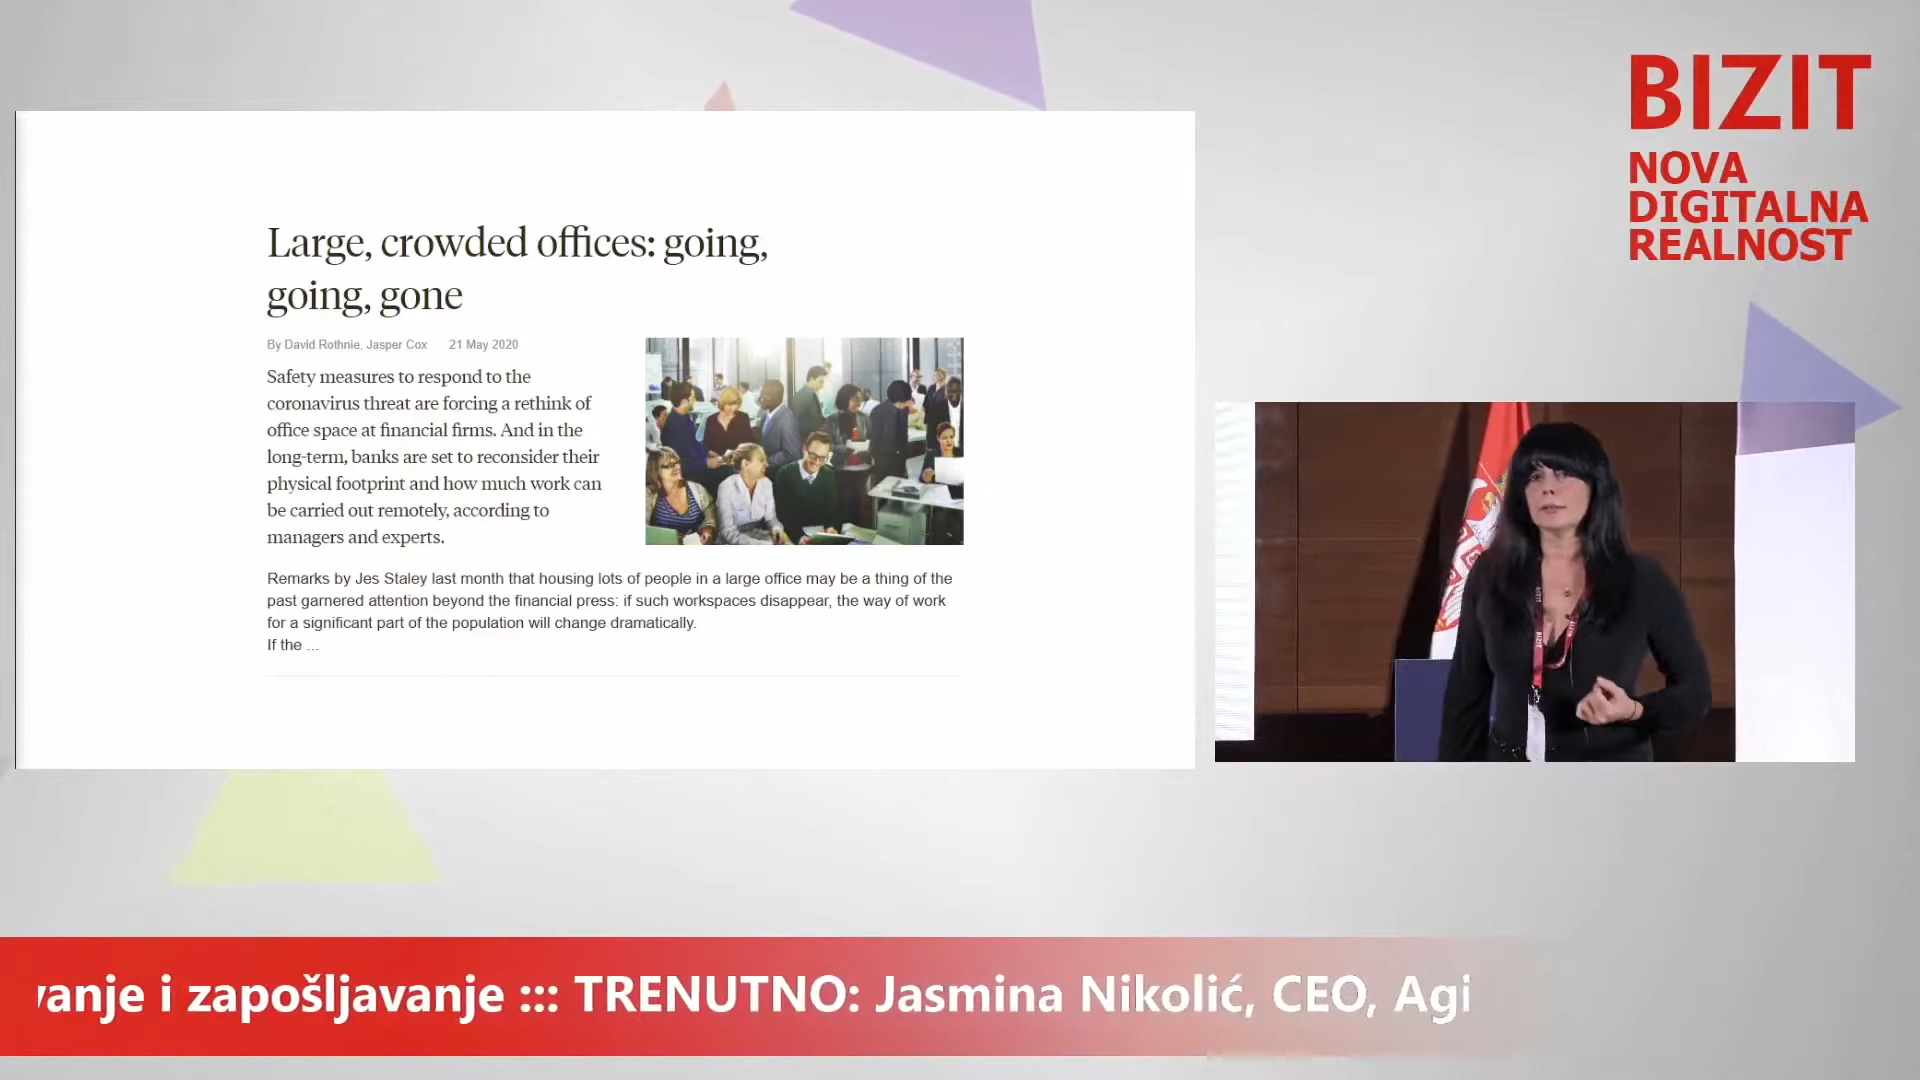 BIZIT
NOVA
DIGITALNA
REALNOST
Large, crowded offices: going,
going, gone
By David Rothnie, Jasper Cox 21 May 2020
Safety measures to respond to the
coronavirus threat are forcing a rethink of
office space at financial firms. And in the
long-term, banks are set to reconsider their
physical footprint and how much work can
be carried out remotely, according to
managers and experts.
Remarks by Jes Staley last month that housing lots of people in a large office may be a thing of the
past garnered attention beyond the financial press: if such workspaces disappear, the way of work
for a significant part of the population will change dramatically.
If the ...
BIZIT
vanje i zapošljavanje ::: TRENUTNO: Jasmina Nikolić, CEO, Agi